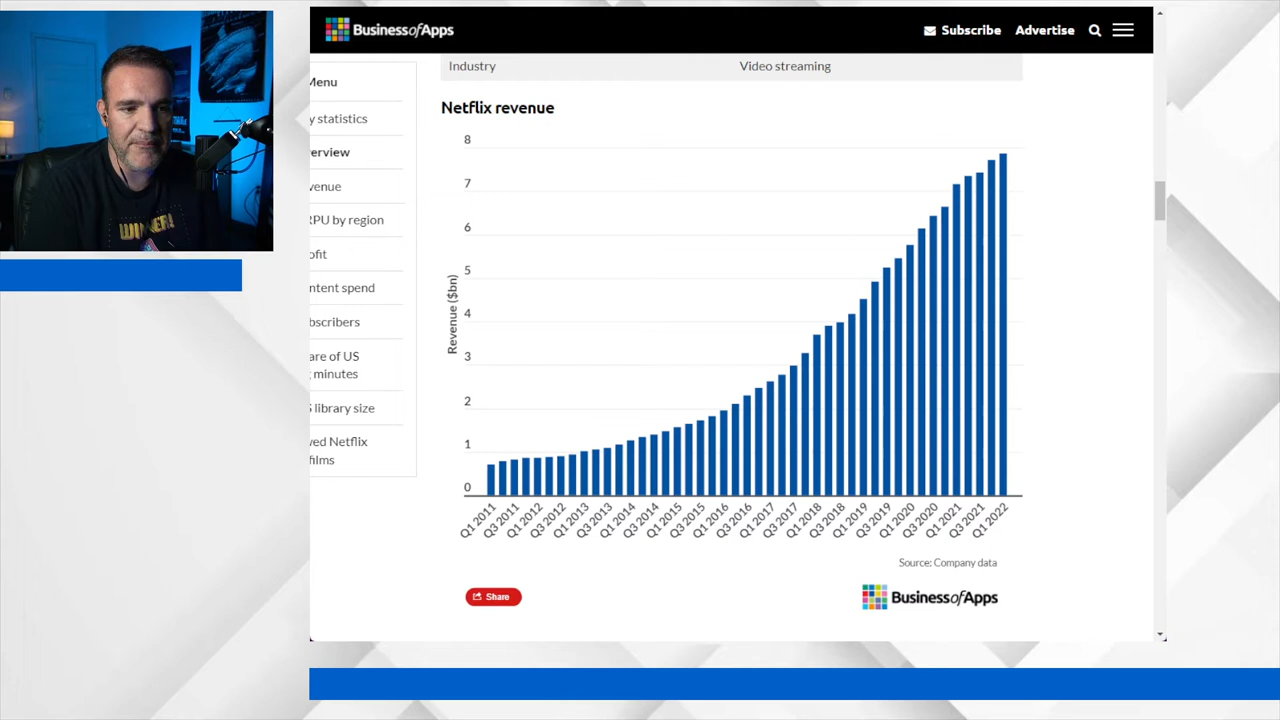 WINNER!
BusinessofApps
Subscribe
Advertise
Menu
y statistics
erview
venue
RPU by region
ofit
ntent spend
bscribers
are of US
g minutes
S library size
wed Netflix
films
Industry
Video streaming
Netflix revenue
Revenue ($bn)
8
7
6
5
4
3
2
1
0
Q1 2011
Q3 2011
Q1 2012
Q3 2012
Q1 2013
Q3 2013
Q1 2014
Q3 2014
Q1 2015
Q3 2015
Q1 2016
Q3 2016
Q1 2017
Q3 2017
Q1 2018
Q3 2018
Q1 2019
Q3 2019
Q1 2020
Q3 2020
Q1 2021
Q3 2021
Q1 2022
Source: Company data
Share
BusinessofApps